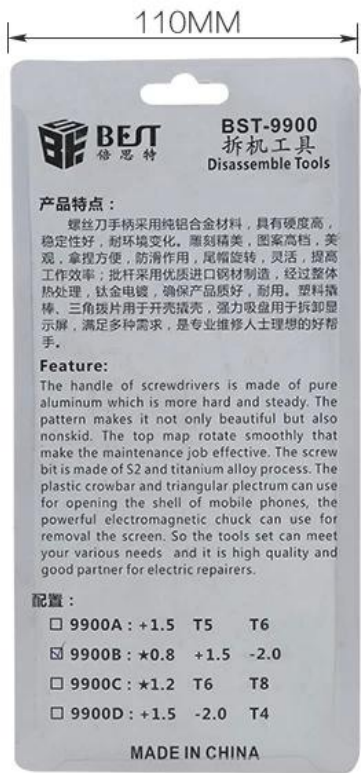 110MM
BEST
倍思特
BST-9900
拆机工具
Disassemble Tools
产品特点：
螺丝刀手柄采用纯铝合金材料，具有硬度高，
稳定性好，耐环境变化。雕刻精美，图案高档，美
观，拿捏方便，防滑作用，尾帽旋转，灵活，提高
工作效率；批杆采用优质进口钢材制造，经过整体
热处理，钛金电镀，确保产品质好，耐用。塑料撬
棒、三角拨片用于开壳撬壳，强力吸盘用于拆卸显
示屏，满足多种需求，是专业维修人士理想的好帮
手。
Feature:
The handle of screwdrivers is made of pure
aluminum which is more hard and steady. The
pattern makes it not only beautiful but also
nonskid. The top map rotate smoothly that
make the maintenance job effective. The screw
bit is made of S2 and titanium alloy process. The
plastic crowbar and triangular plectrum can use
for opening the shell of mobile phones, the
powerful electromagnetic chuck can use for
removal the screen. So the tools set can meet
your various needs and it is high quality and
good partner for electric repairers.
配置：
☐ 9900A：+1.5 T5 T6
☑ 9900B：★0.8 +1.5 -2.0
☐ 9900C：★1.2 T6 T8
☐ 9900D：+1.5 -2.0 T4
MADE IN CHINA